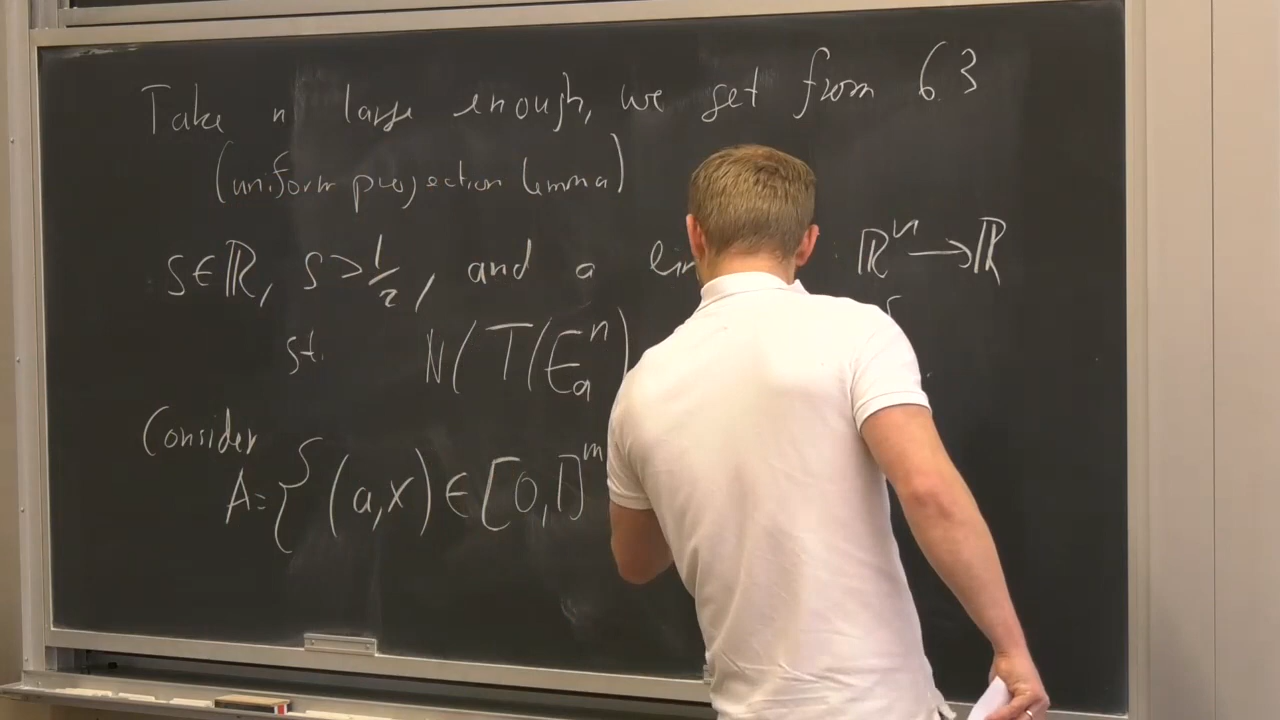 Take n large enough, we get from 6.3
(uniform projection lemma)
s∈ℝ, s>1/2, and a lin : ℝⁿ→ℝ
st. N(T(E_a^n)
Consider
A={ (a,x)∈[0,1]^m